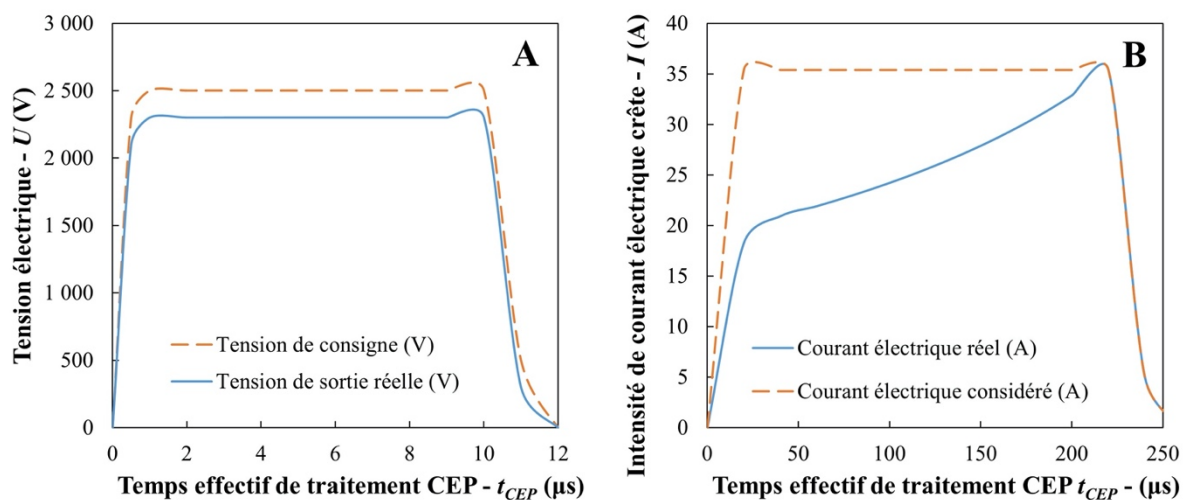 A
Tension électrique - U (V)
3 000
2 500
2 000
1 500
1 000
500
0
Tension de consigne (V)
Tension de sortie réelle (V)
0 2 4 6 8 10 12
Temps effectif de traitement CEP - tCEP (µs)
B
Intensité de courant électrique crête - I (A)
40
35
30
25
20
15
10
5
0
Courant électrique réel (A)
Courant électrique considéré (A)
0 50 100 150 200 250
Temps effectif de traitement CEP tCEP - (µs)